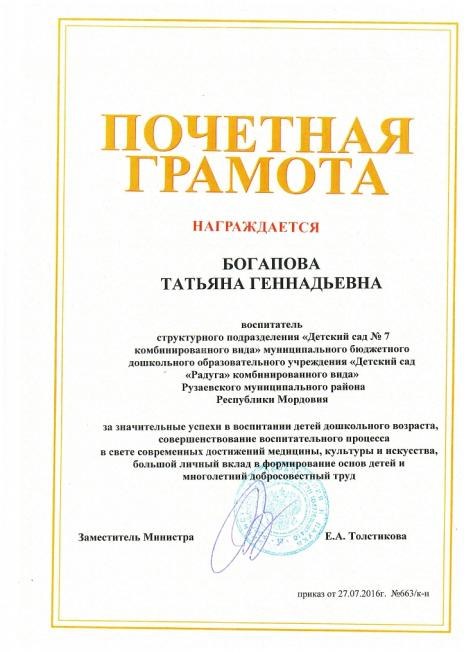 ПОЧЕТНАЯ
ГРАМОТА
НАГРАЖДАЕТСЯ
БОГАПОВА
ТАТЬЯНА ГЕННАДЬЕВНА
воспитатель
структурного подразделения «Детский сад № 7
комбинированного вида» муниципального бюджетного
дошкольного образовательного учреждения «Детский сад
«Радуга» комбинированного вида»
Рузаевского муниципального района
Республики Мордовия
за значительные успехи в воспитании детей дошкольного возраста,
совершенствование воспитательного процесса
в свете современных достижений медицины, культуры и искусства,
большой личный вклад в формирование основ детей и
многолетний добросовестный труд
Заместитель Министра Е.А. Толстикова
приказ от 27.07.2016г. №663/к-н